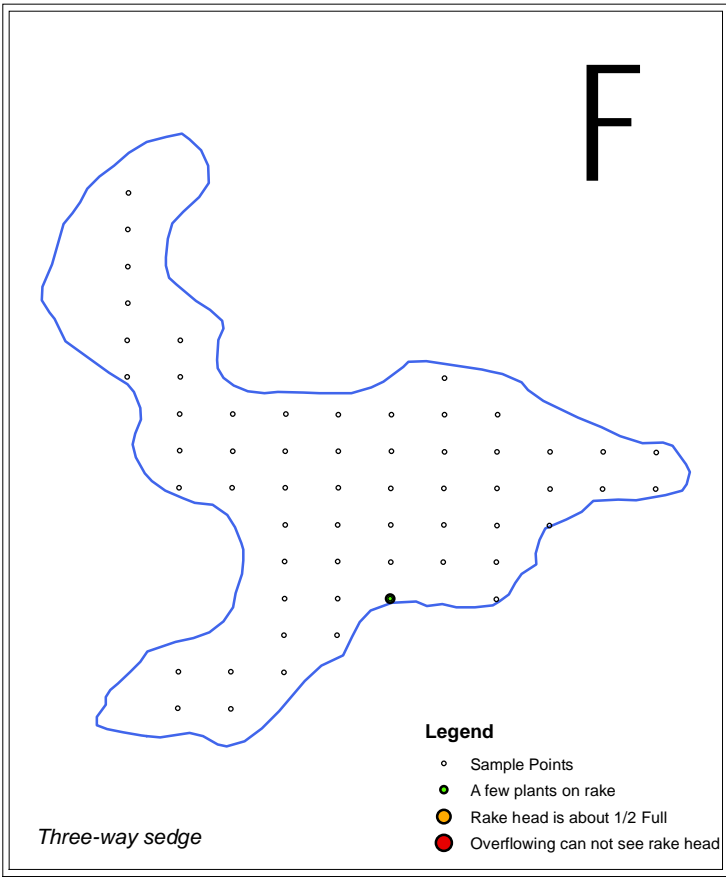 F
Legend
Sample Points
A few plants on rake
Rake head is about 1/2 Full
Overflowing can not see rake head
Three-way sedge